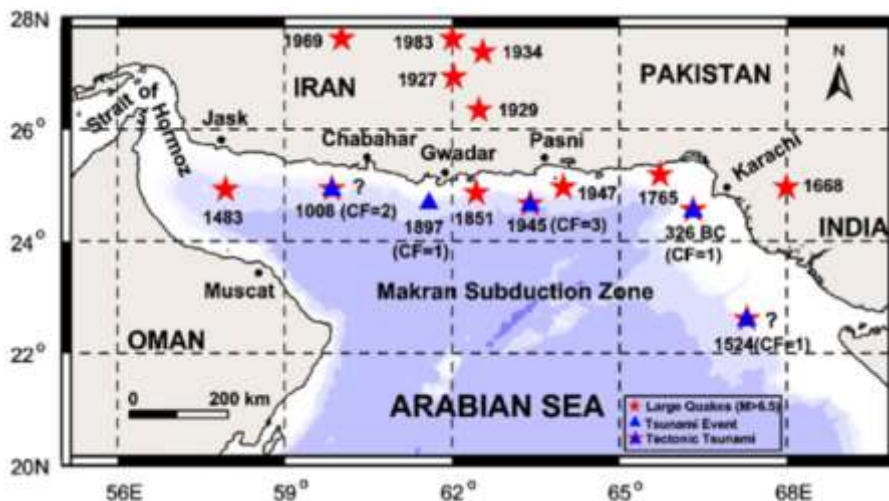 28N
1969
1983
1934
IRAN
1927
PAKISTAN
N
1929
Strait of Hormoz
26°
Jask
Chabahar
Gwadar
Pasni
Karachi
1483
?
1008 (CF=2)
1897
(CF=1)
1851
1945 (CF=3)
1947
1765
326 BC
(CF=1)
1668
INDIA
24°
Muscat
Makran Subduction Zone
OMAN
?
1524(CF=1)
22°
0 200 km
ARABIAN SEA
Large Quakes (M>6.5)
Tsunami Event
Tectonic Tsunami
20N
56E 59° 62° 65° 68E